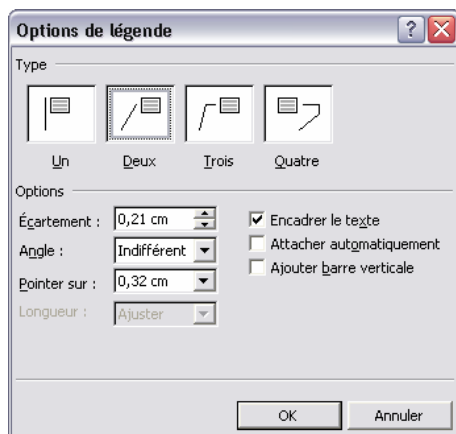 Options de légende
Type
Un Deux Trois Quatre
Options
Écartement : 0,21 cm Encadrer le texte
Angle : Indifférent Attacher automatiquement
Pointer sur : 0,32 cm Ajouter barre verticale
Longueur : Ajuster
OK Annuler